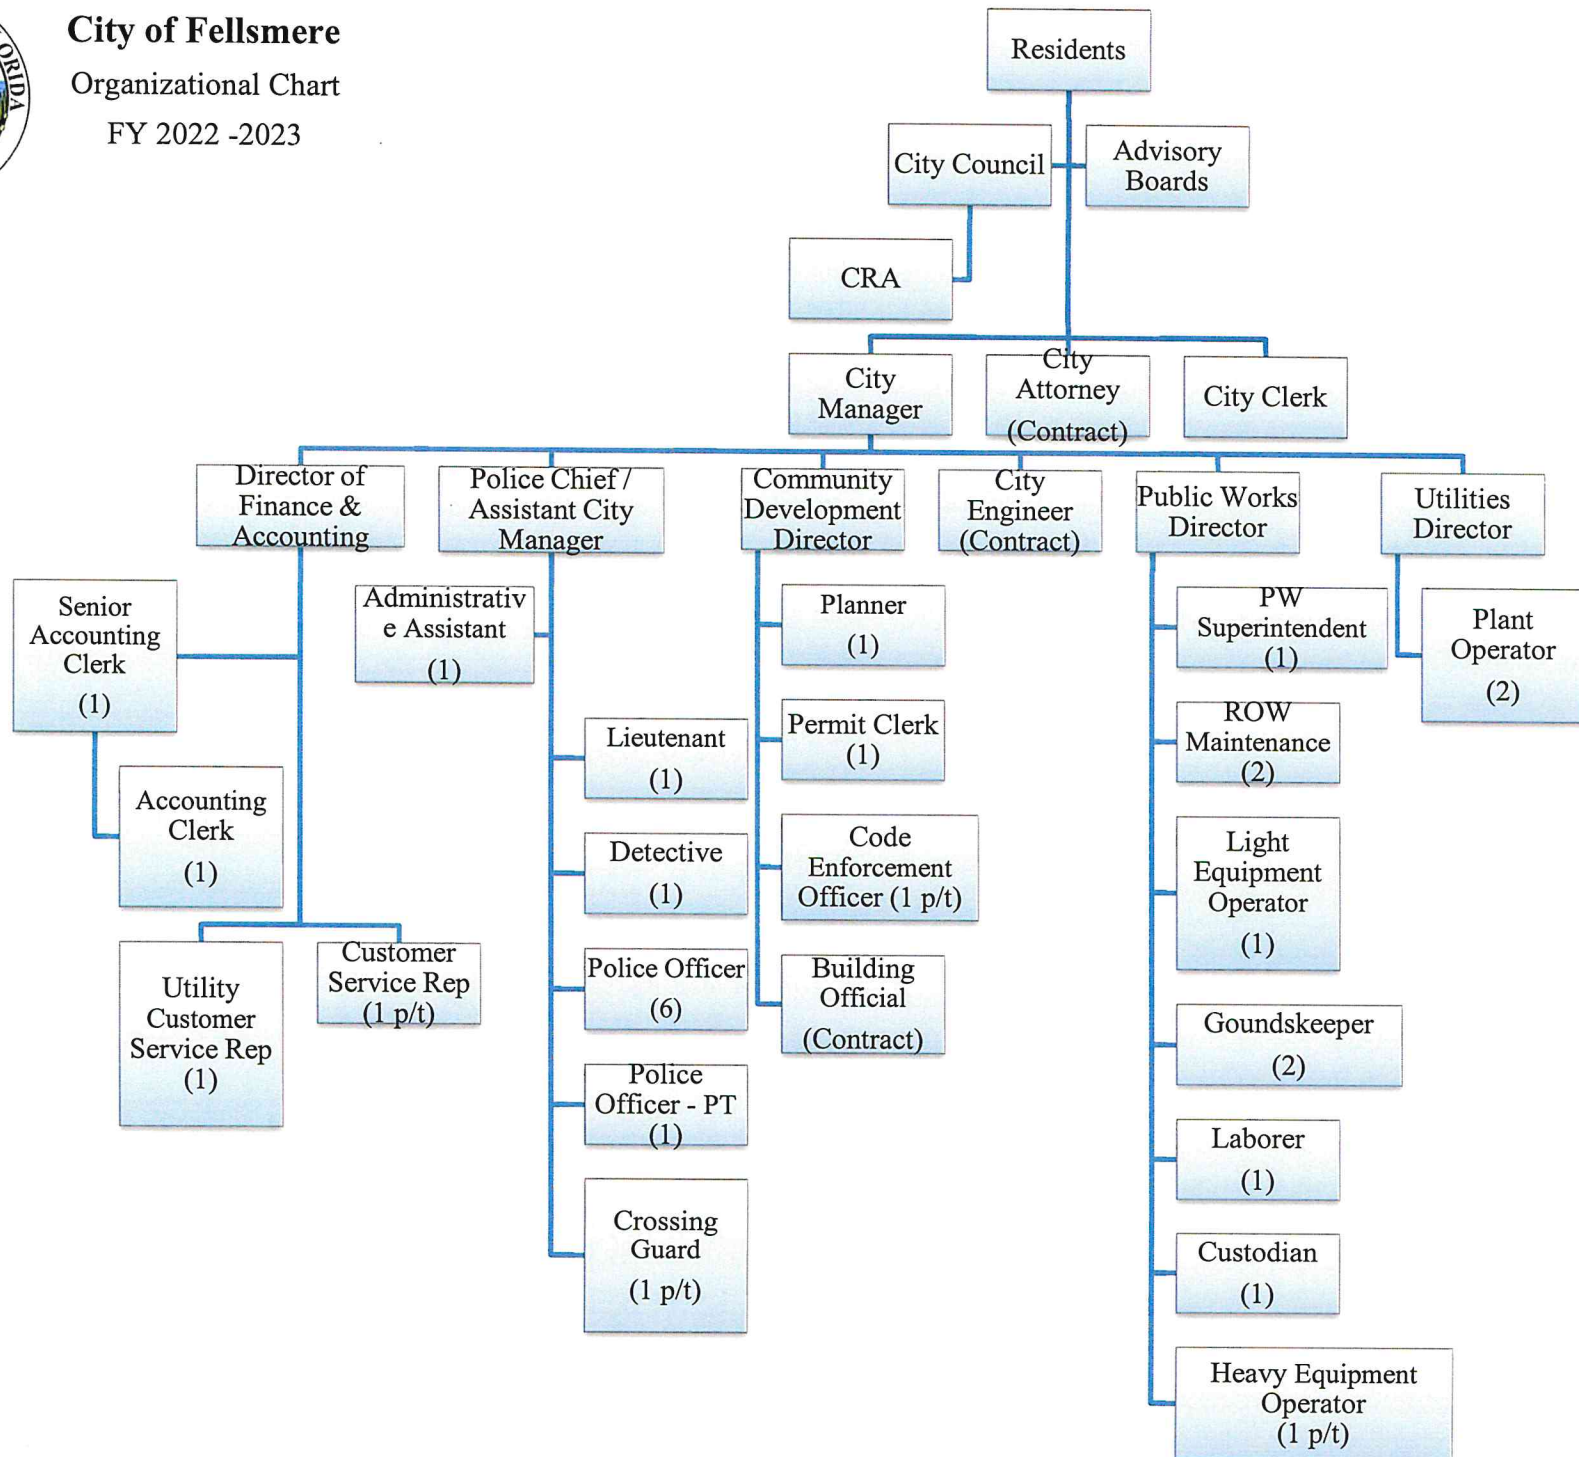 ORIDA
City of Fellsmere
Organizational Chart
FY 2022 -2023
Residents
City Council
Advisory
Boards
CRA
City
Manager
City
Attorney
(Contract)
City Clerk
Director of
Finance &
Accounting
Police Chief /
Assistant City
Manager
Community
Development
Director
City
Engineer
(Contract)
Public Works
Director
Utilities
Director
Senior
Accounting
Clerk
(1)
Accounting
Clerk
(1)
Utility
Customer
Service Rep
(1)
Customer
Service Rep
(1 p/t)
Administrativ
e Assistant
(1)
Lieutenant
(1)
Detective
(1)
Police Officer
(6)
Police
Officer - PT
(1)
Crossing
Guard
(1 p/t)
Planner
(1)
Permit Clerk
(1)
Code
Enforcement
Officer (1 p/t)
Building
Official
(Contract)
PW
Superintendent
(1)
ROW
Maintenance
(2)
Light
Equipment
Operator
(1)
Goundskeeper
(2)
Laborer
(1)
Custodian
(1)
Heavy Equipment
Operator
(1 p/t)
Plant
Operator
(2)